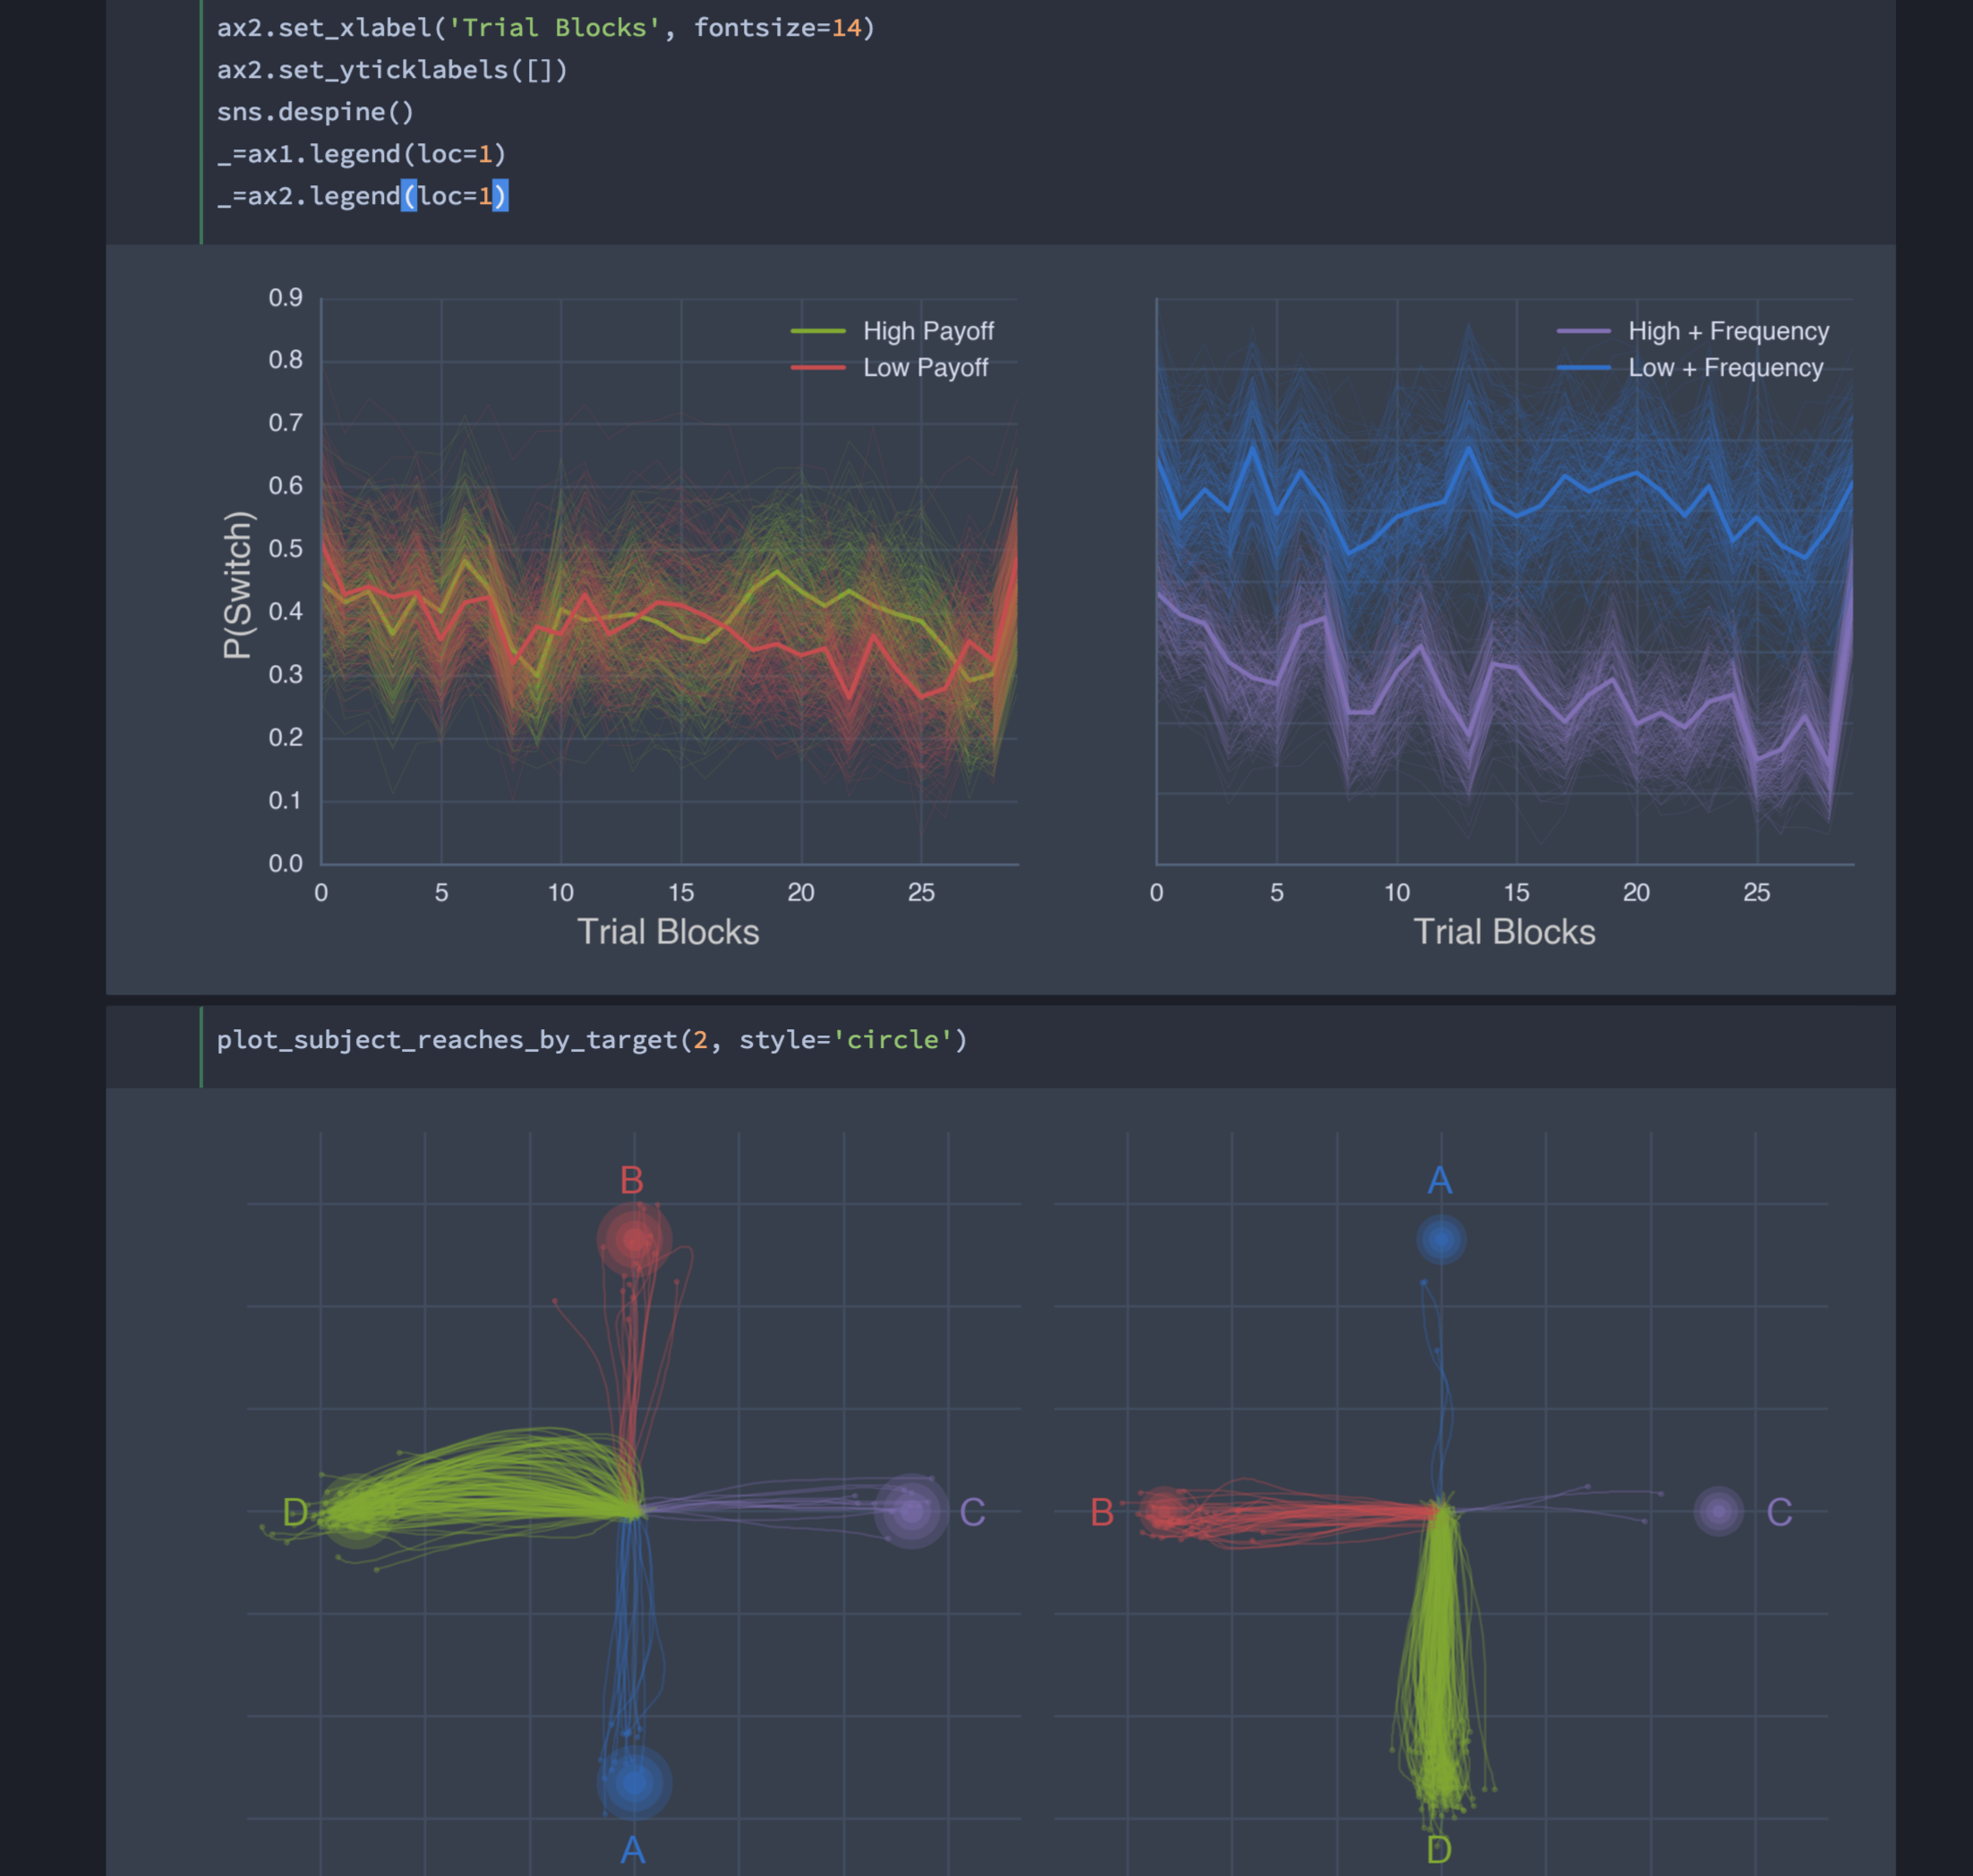 ax2.set_xlabel('Trial Blocks', fontsize=14)
ax2.set_yticklabels([])
sns.despine()
_=ax1.legend(loc=1)
_=ax2.legend(loc=1)
0.9
0.8
0.7
0.6
0.5
0.4
0.3
0.2
0.1
0.0
P(Switch)
High Payoff
Low Payoff
0 5 10 15 20 25
Trial Blocks
High + Frequency
Low + Frequency
0 5 10 15 20 25
Trial Blocks
plot_subject_reaches_by_target(2, style='circle')
B
D
C
A
A
B
C
D